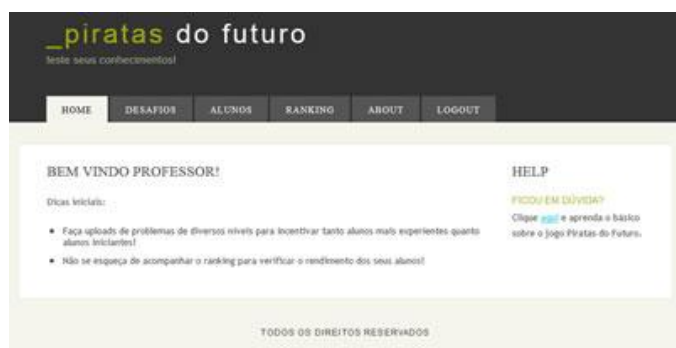 _piratas do futuro
teste seus conhecimentos!
HOME DESAFIOS ALUNOS RANKING ABOUT LOGOUT
BEM VINDO PROFESSOR!
Dicas iniciais:
Faça uploads de problemas de diversos níveis para incentivar tanto alunos mais experientes quanto
alunos iniciantes!
Não se esqueça de acompanhar o ranking para verificar o rendimento dos seus alunos!
HELP
FICOU EM DÚVIDA?
Clique aqui e aprenda o básico
sobre o jogo Piratas do Futuro.
TODOS OS DIREITOS RESERVADOS